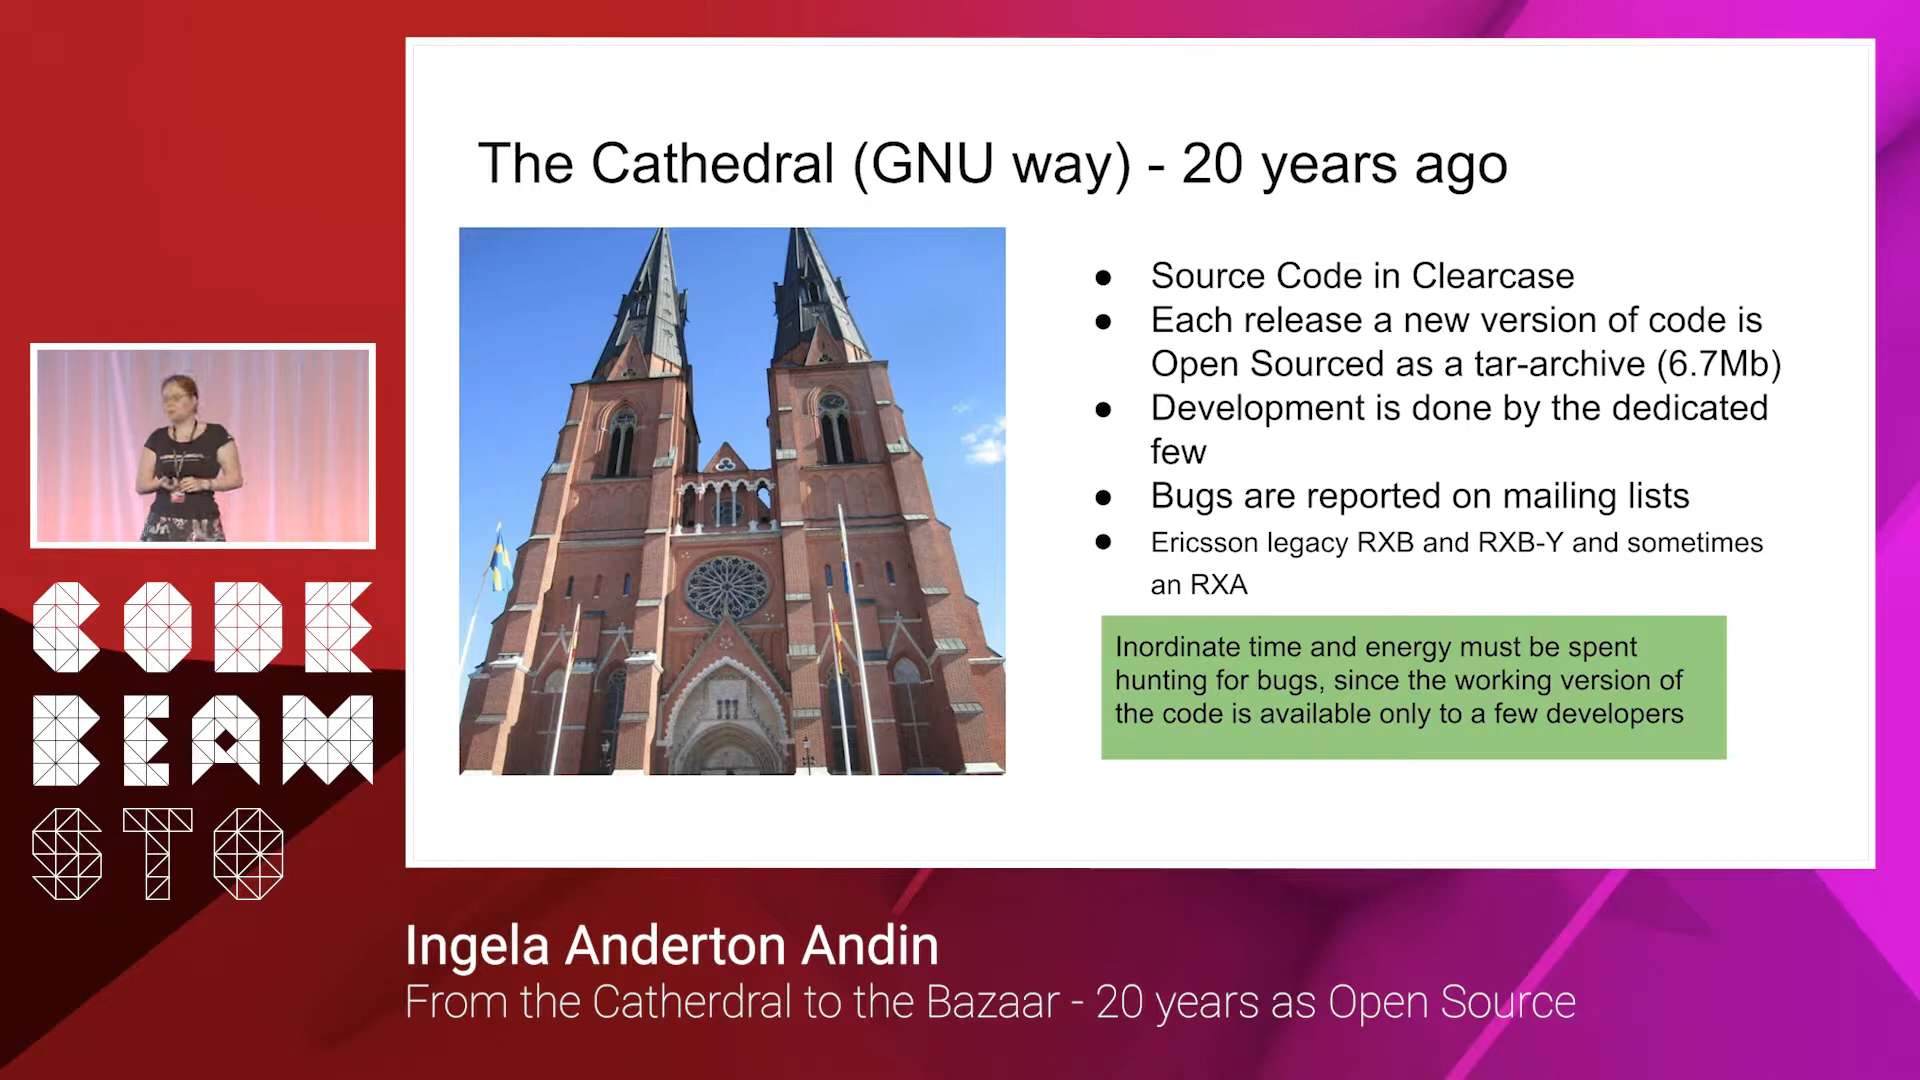 The Cathedral (GNU way) - 20 years ago
● Source Code in Clearcase
● Each release a new version of code is
Open Sourced as a tar-archive (6.7Mb)
● Development is done by the dedicated
few
● Bugs are reported on mailing lists
● Ericsson legacy RXB and RXB-Y and sometimes
an RXA
Inordinate time and energy must be spent
hunting for bugs, since the working version of
the code is available only to a few developers
CODE
BEAM
STO
Ingela Anderton Andin
From the Catherdral to the Bazaar - 20 years as Open Source